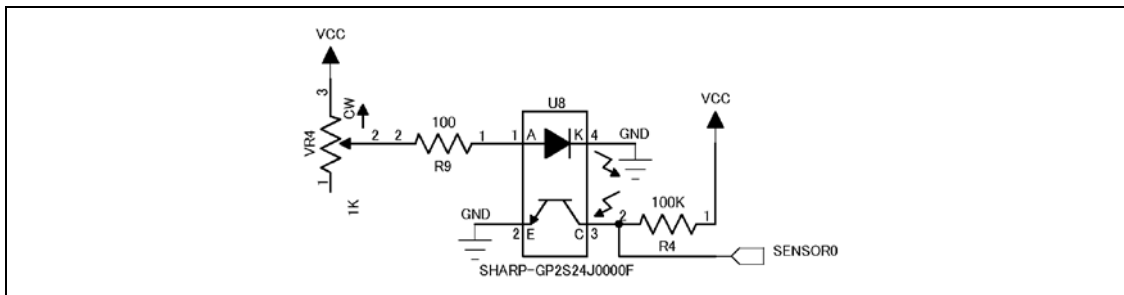 VCC
3
CW
VR4
1
1K
2
2
100
1
R9
U8
1
A
K
4
GND
GND
2
E
C
3
2
100K
1
R4
VCC
SENSOR0
SHARP-GP2S24J0000F